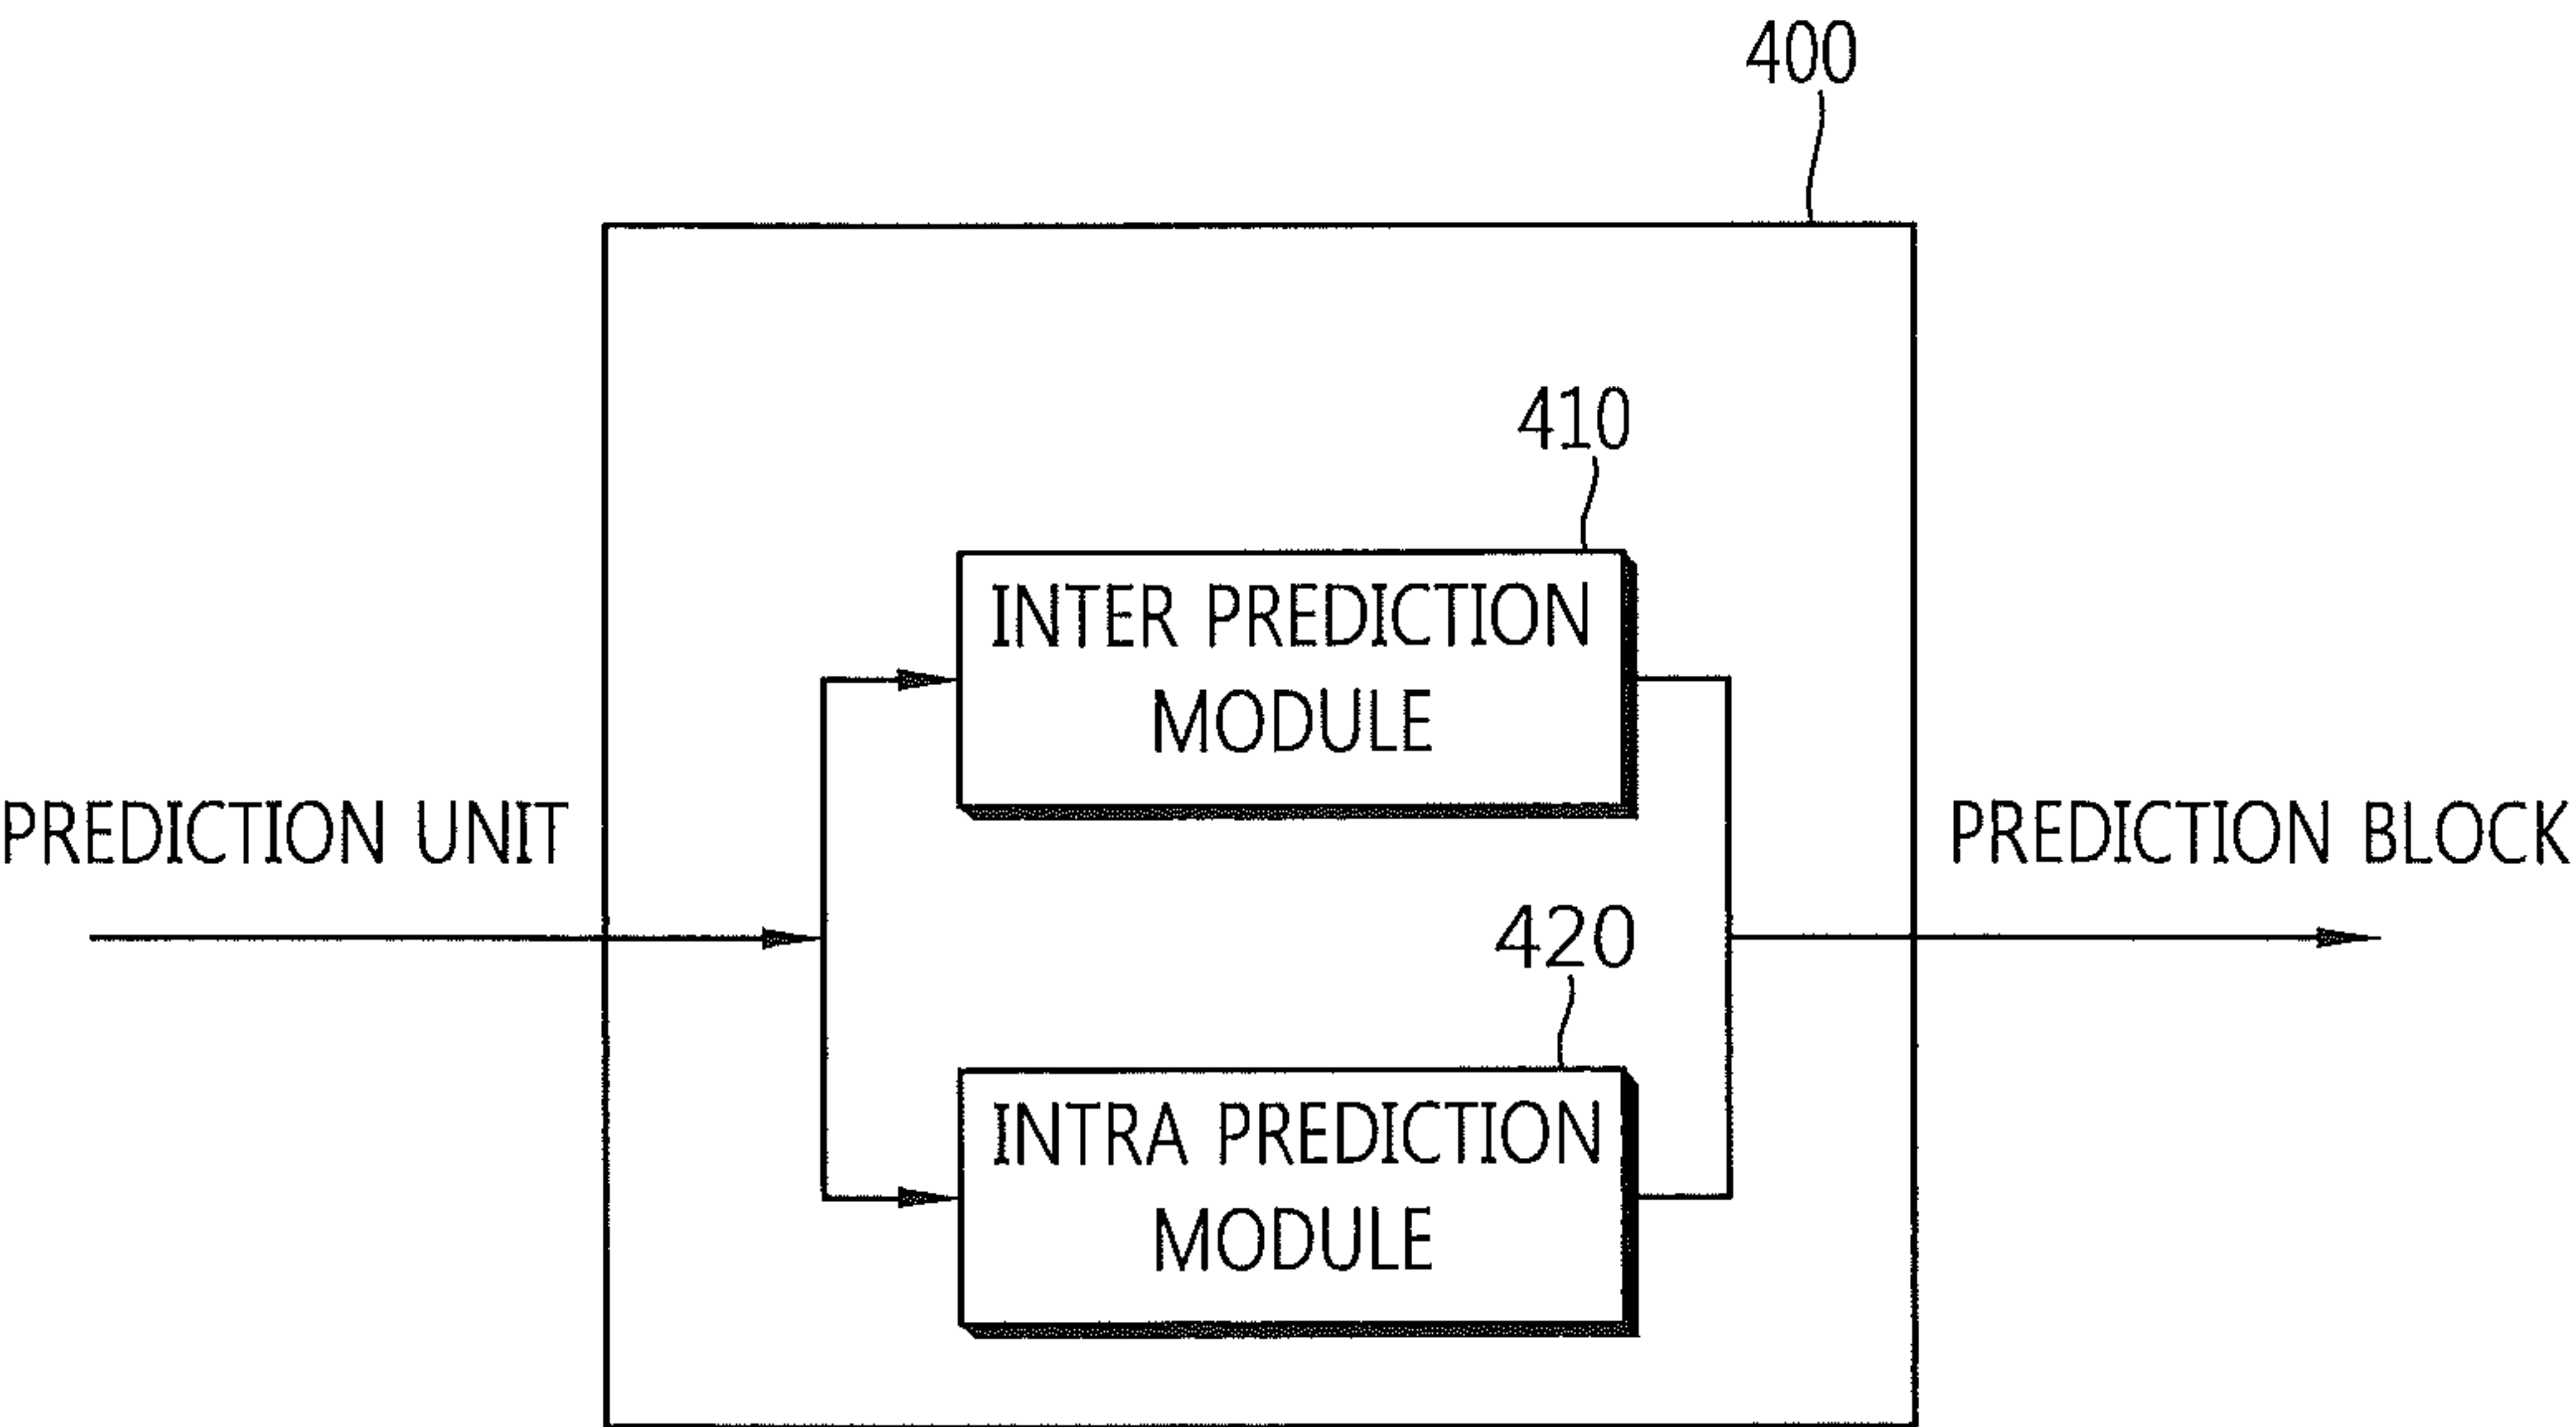 400
410
INTER PREDICTION
MODULE
PREDICTION UNIT
PREDICTION BLOCK
420
INTRA PREDICTION
MODULE